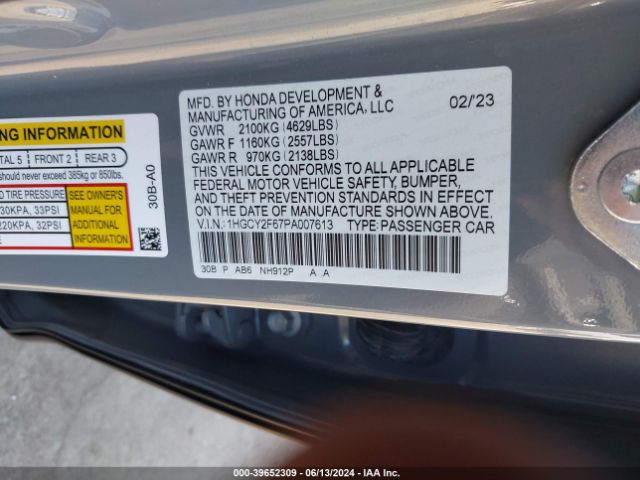 MFD. BY HONDA DEVELOPMENT &
MANUFACTURING OF AMERICA, LLC 02/23
GVWR 2100KG (4629LBS)
GAWR F 1160KG (2557LBS)
GAWR R 970KG (2138LBS)
THIS VEHICLE CONFORMS TO ALL APPLICABLE
FEDERAL MOTOR VEHICLE SAFETY, BUMPER,
AND THEFT PREVENTION STANDARDS IN EFFECT
ON THE DATE OF MANUFACTURE SHOWN ABOVE.
V.I.N.: 1HGCY2F67PA007613 TYPE: PASSENGER CAR
30B P AB6 NH912P A A
INFORMATION
5 FRONT 2 REAR 3
should never exceed 385kg or 850lbs.
TIRE PRESSURE
30KPA, 33PSI
220KPA, 32PSI
SEE OWNER'S
MANUAL FOR
ADDITIONAL
INFORMATION
30B-A0
000-39652309 - 06/13/2024 - IAA Inc.